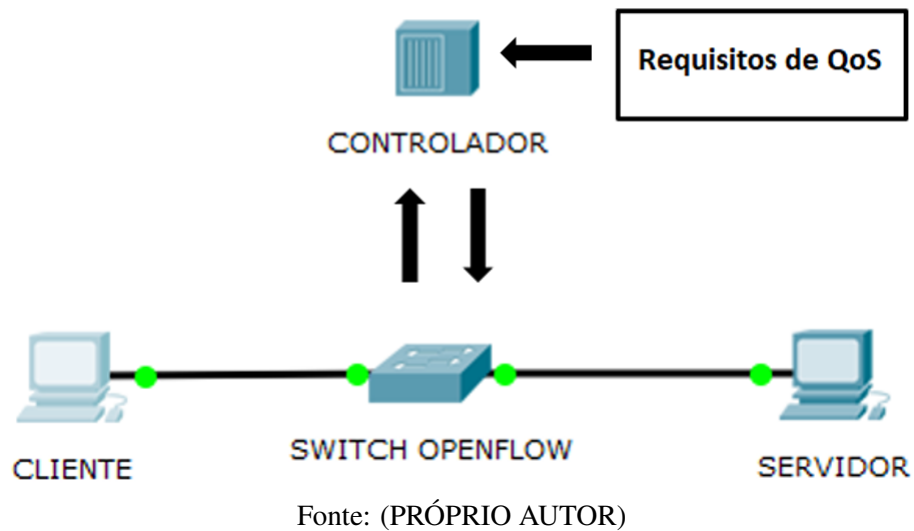 Requisitos de QoS
CONTROLADOR
CLIENTE
SWITCH OPENFLOW
SERVIDOR
Fonte: (PRÓPRIO AUTOR)